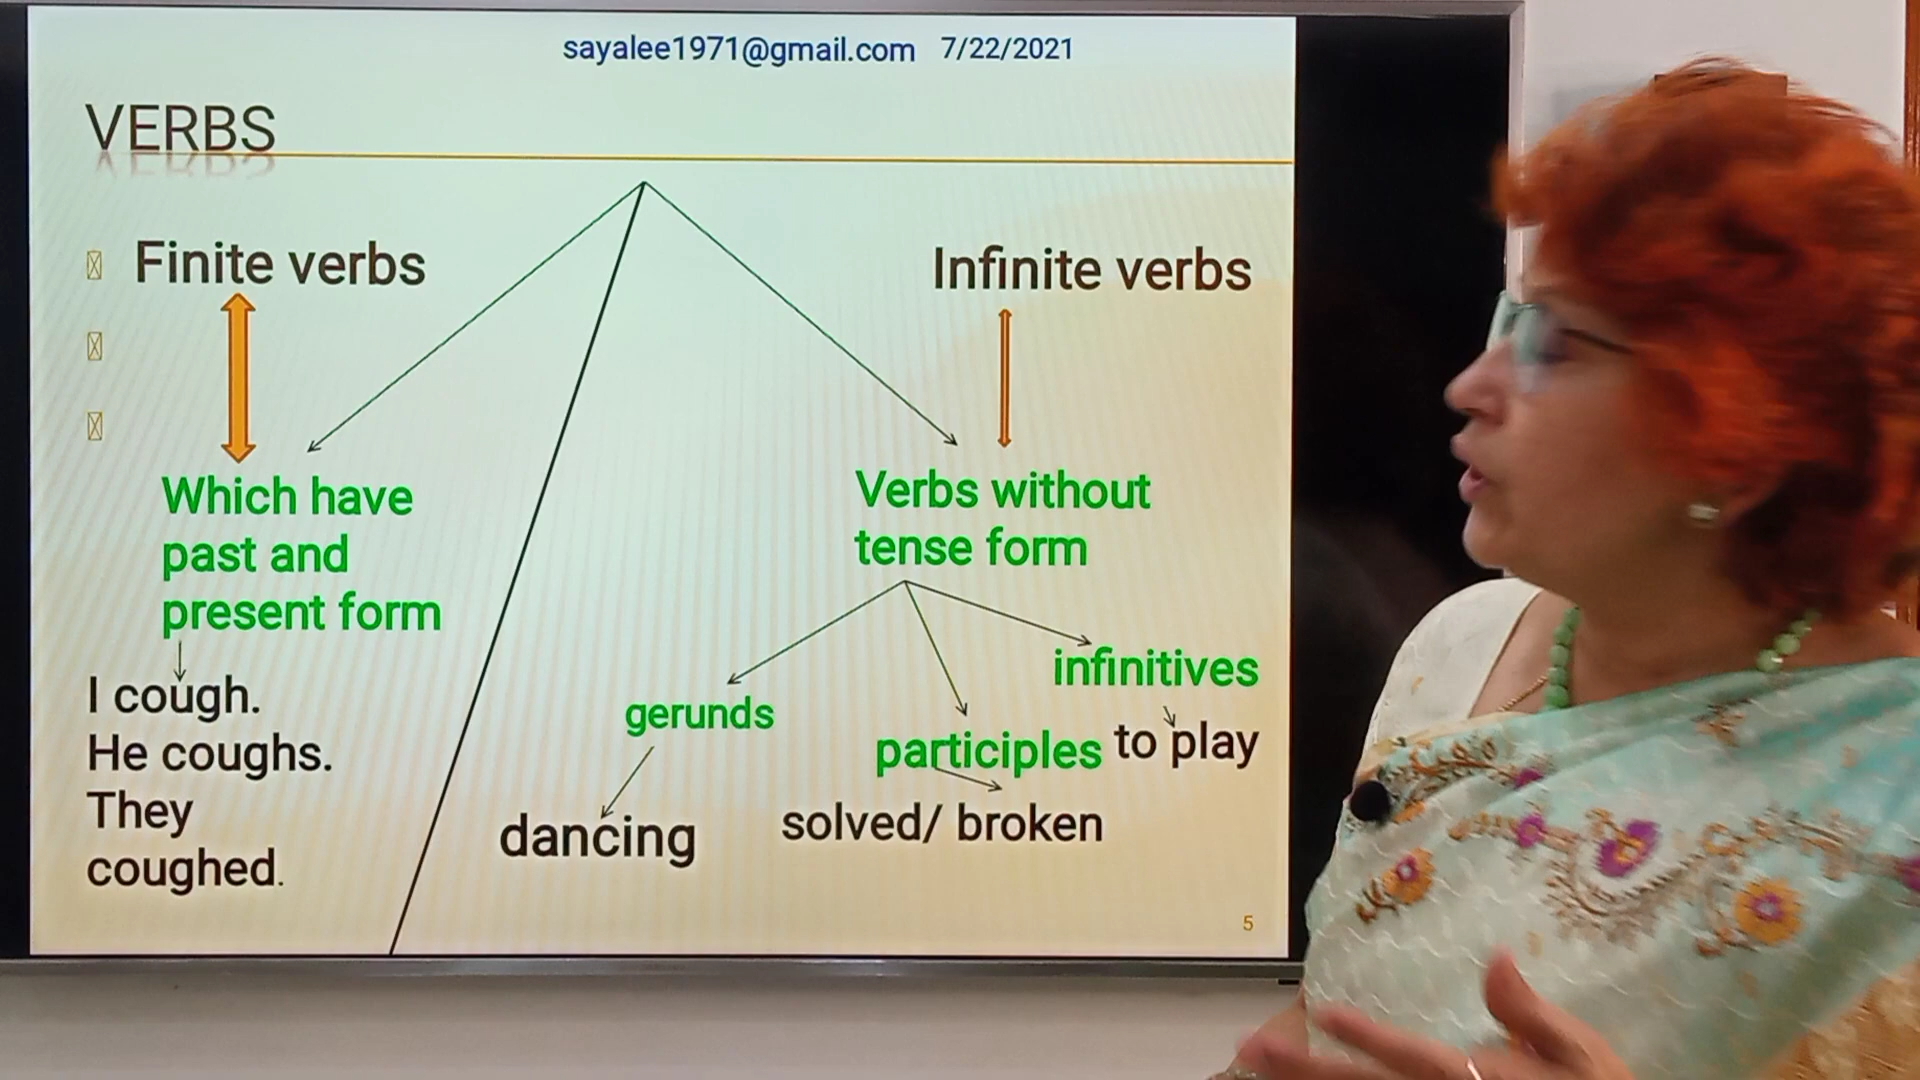 sayalee1971@gmail.com 7/22/2021
VERBS
Finite verbs
Infinite verbs
Which have
past and
present form
Verbs without
tense form
I cough.
He coughs.
They
coughed.
gerunds
participles
infinitives
dancing
solved/ broken
to play
5